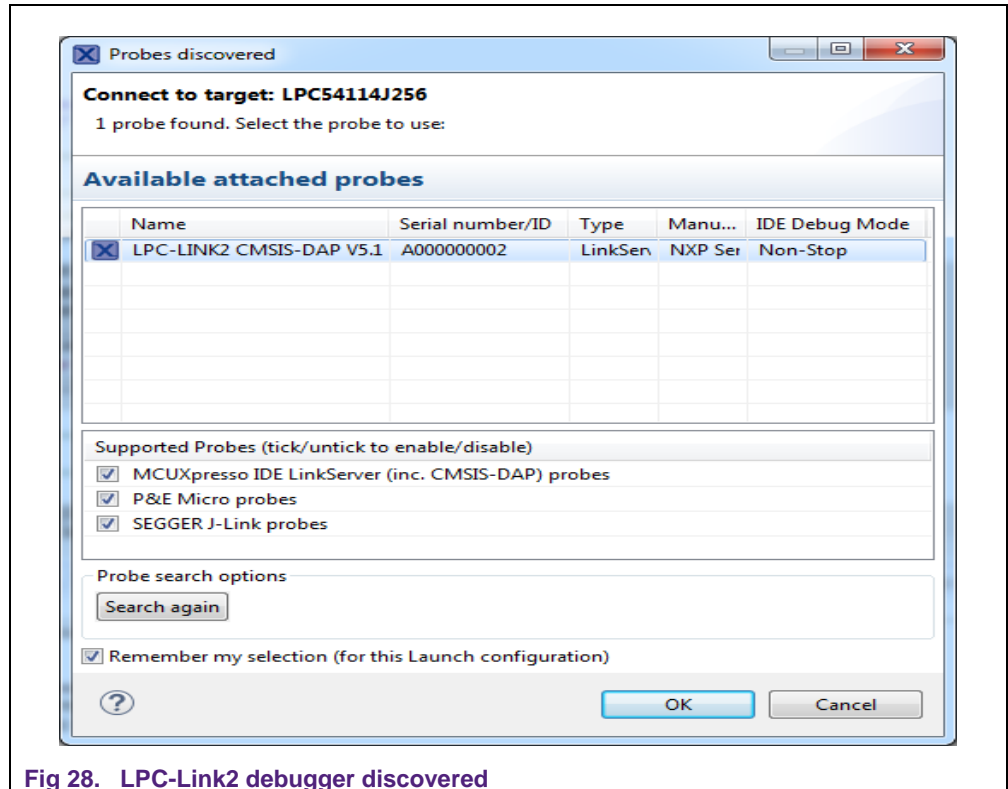 Probes discovered
Connect to target: LPC54114J256
1 probe found. Select the probe to use:
Available attached probes
Name Serial number/ID Type Manu... IDE Debug Mode
LPC-LINK2 CMSIS-DAP V5.1 A000000002 LinkServ NXP Ser Non-Stop
Supported Probes (tick/untick to enable/disable)
MCUXpresso IDE LinkServer (inc. CMSIS-DAP) probes
P&E Micro probes
SEGGER J-Link probes
Probe search options
Search again
Remember my selection (for this Launch configuration)
OK Cancel
Fig 28. LPC-Link2 debugger discovered